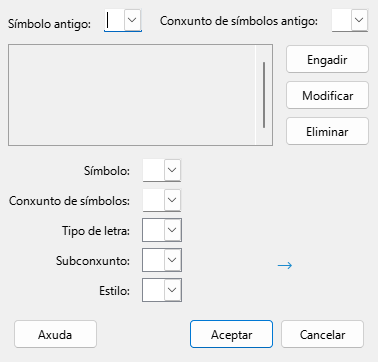 Símbolo antigo: Conxunto de símbolos antigo:
Engadir
Modificar
Eliminar
Símbolo:
Conxunto de símbolos:
Tipo de letra:
Subconxunto:
Estilo:
Axuda Aceptar Cancelar